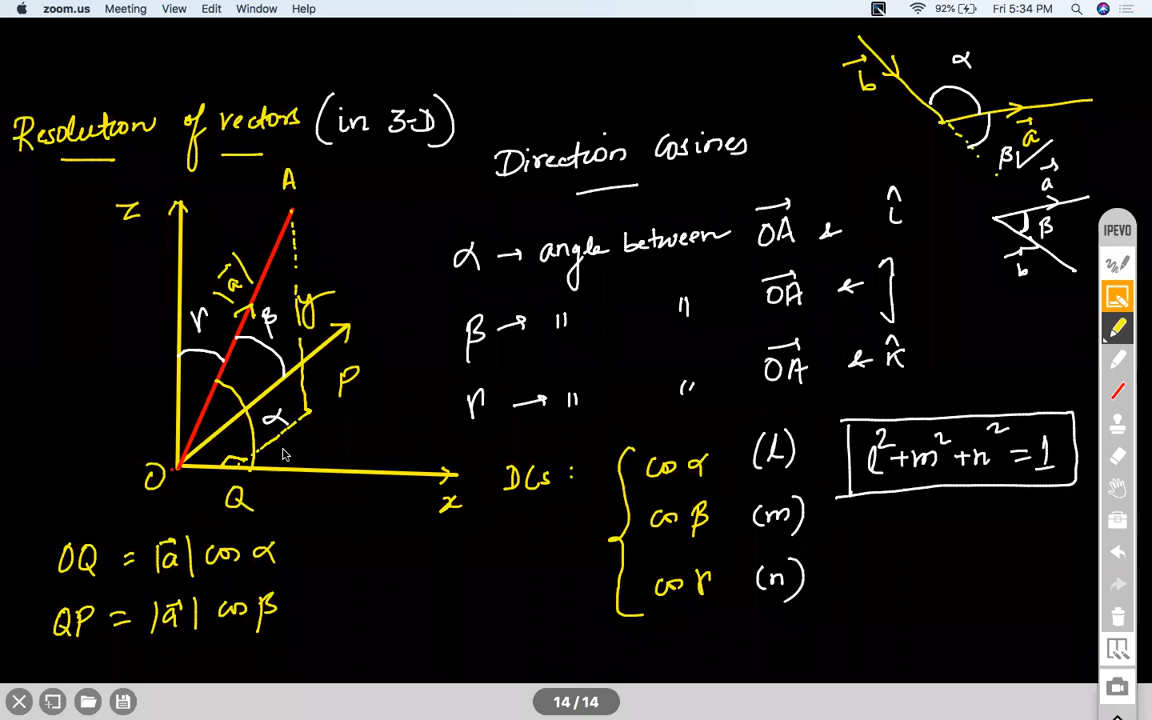 zoom.us Meeting View Edit Window Help 92% Fri 5:34 PM
Resolution of vectors (in 3-D)
Direction Cosines
b⃗ α a⃗ β
a⃗ β b⃗
Z A
a⃗ γ β y
α P
O Q x
α → angle between OA⃗ & î
β → " " OA⃗ & ĵ
γ → " " OA⃗ & k̂
DCs : cos α (l)
cos β (m)
cos γ (n)
l² + m² + n² = 1
OQ = |a⃗| cos α
QP = |a⃗| cos β
IPEVO
14 / 14